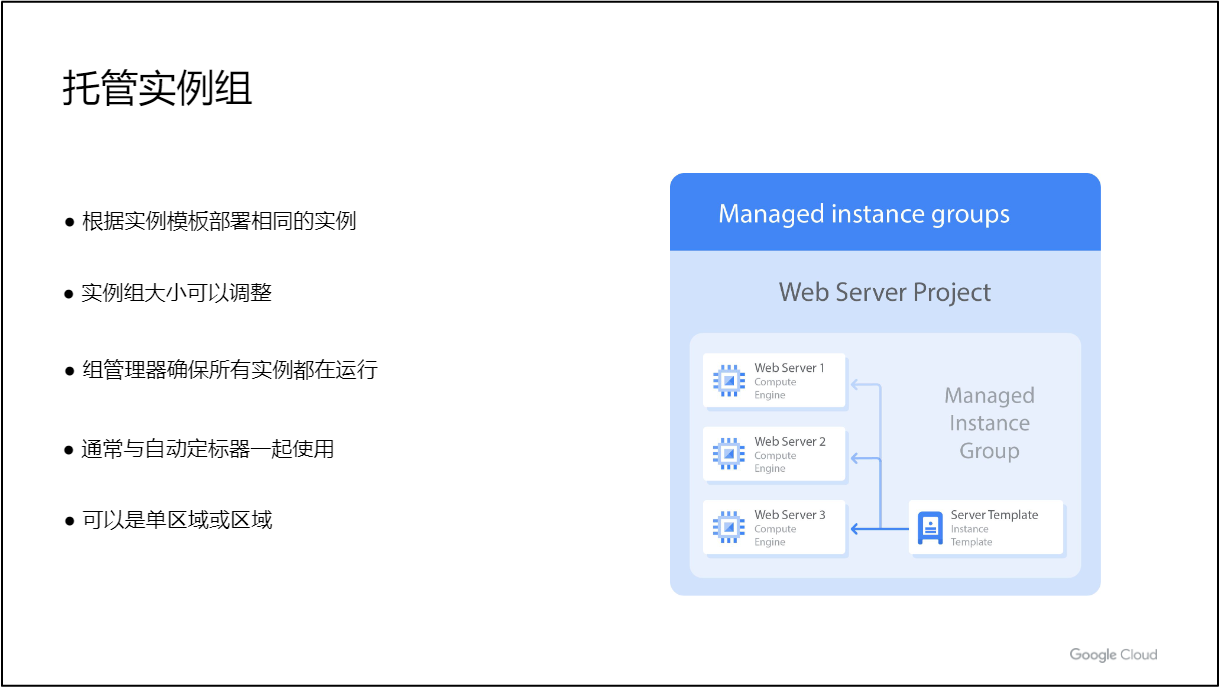 托管实例组
● 根据实例模板部署相同的实例
● 实例组大小可以调整
● 组管理器确保所有实例都在运行
● 通常与自动定标器一起使用
● 可以是单区域或区域
Managed instance groups
Web Server Project
Web Server 1
Compute
Engine
Web Server 2
Compute
Engine
Web Server 3
Compute
Engine
Managed
Instance
Group
Server Template
Instance
Template
Google Cloud